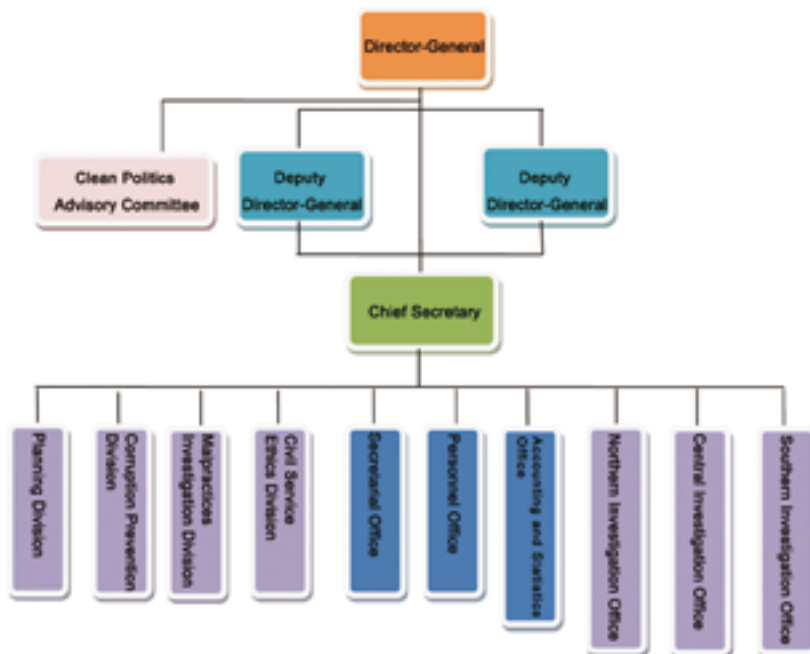 Director-General
Clean Politics
Advisory Committee
Deputy
Director-General
Deputy
Director-General
Chief Secretary
Planning Division
Corruption Prevention
Division
Malpractices
Investigation Division
Civil Service
Ethics Division
Secretarial Office
Personnel Office
Accounting and Statistics
Office
Northern Investigation Office
Central Investigation Office
Southern Investigation Office